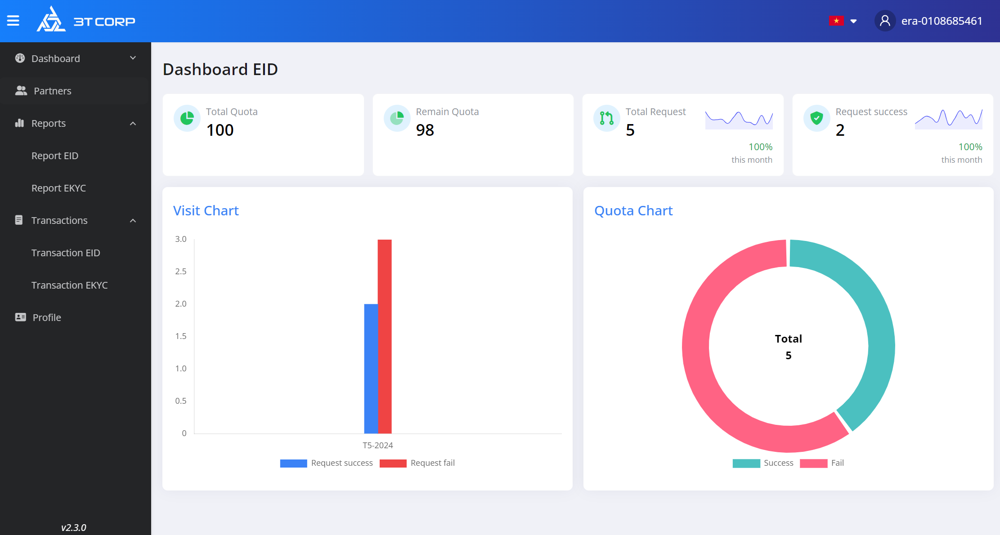 3T CORP
era-0108685461
Dashboard
Partners
Reports
Report EID
Report EKYC
Transactions
Transaction EID
Transaction EKYC
Profile
v2.3.0
Dashboard EID
Total Quota
100
Remain Quota
98
Total Request
5
100%
this month
Request success
2
100%
this month
Visit Chart
3.0
2.5
2.0
1.5
1.0
0.5
0
T5-2024
Request success Request fail
Quota Chart
Total
5
Success Fail